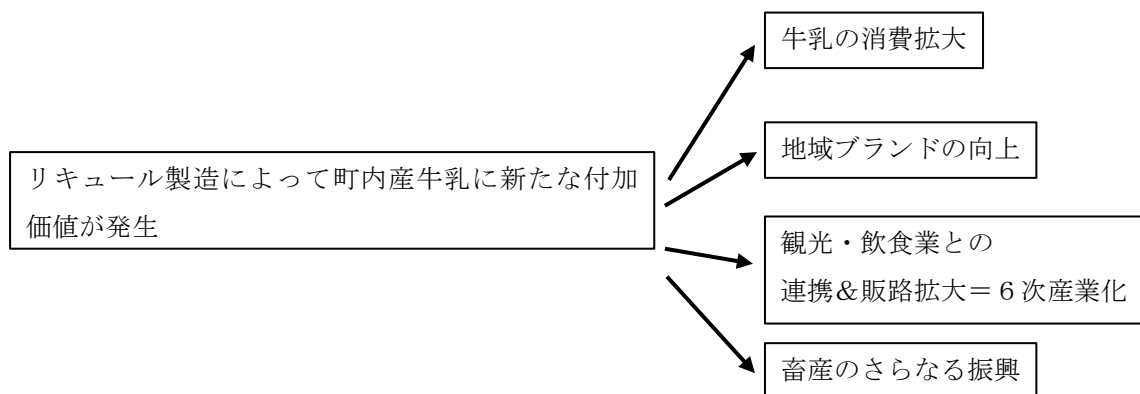 牛乳の消費拡大
地域ブランドの向上
リキュール製造によって町内産牛乳に新たな付加
価値が発生
観光・飲食業との
連携&販路拡大=6次産業化
畜産のさらなる振興